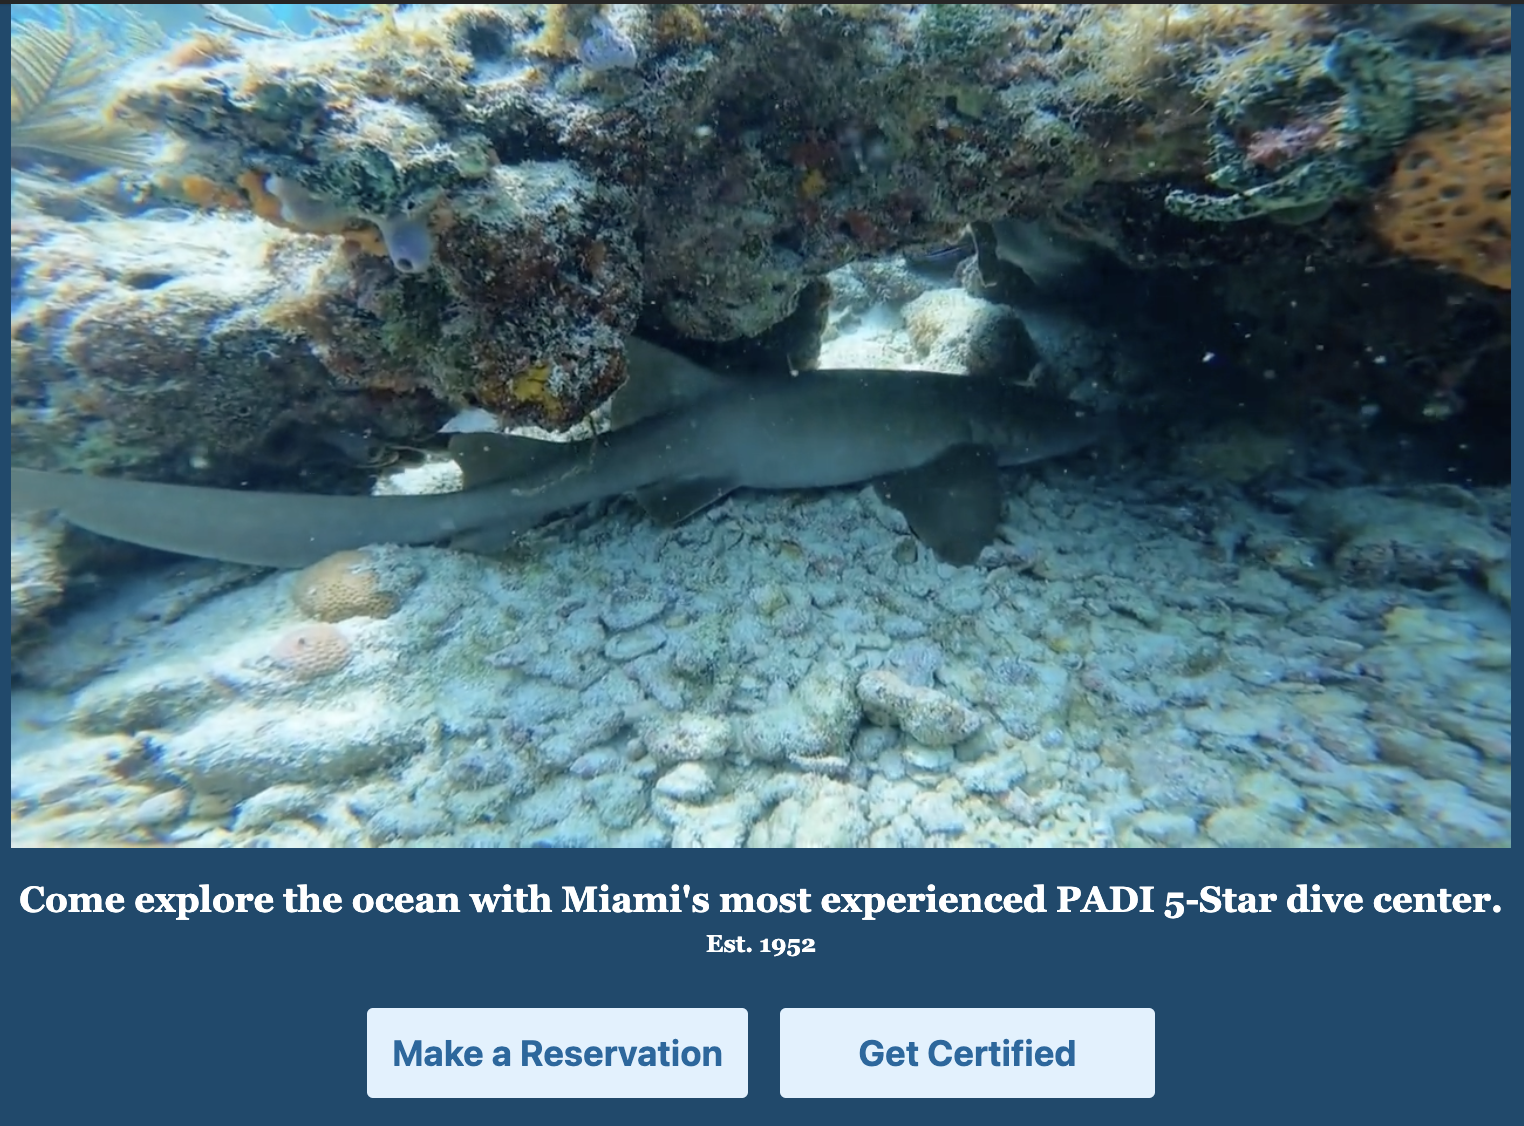 Come explore the ocean with Miami's most experienced PADI 5-Star dive center.
Est. 1952
Make a Reservation
Get Certified